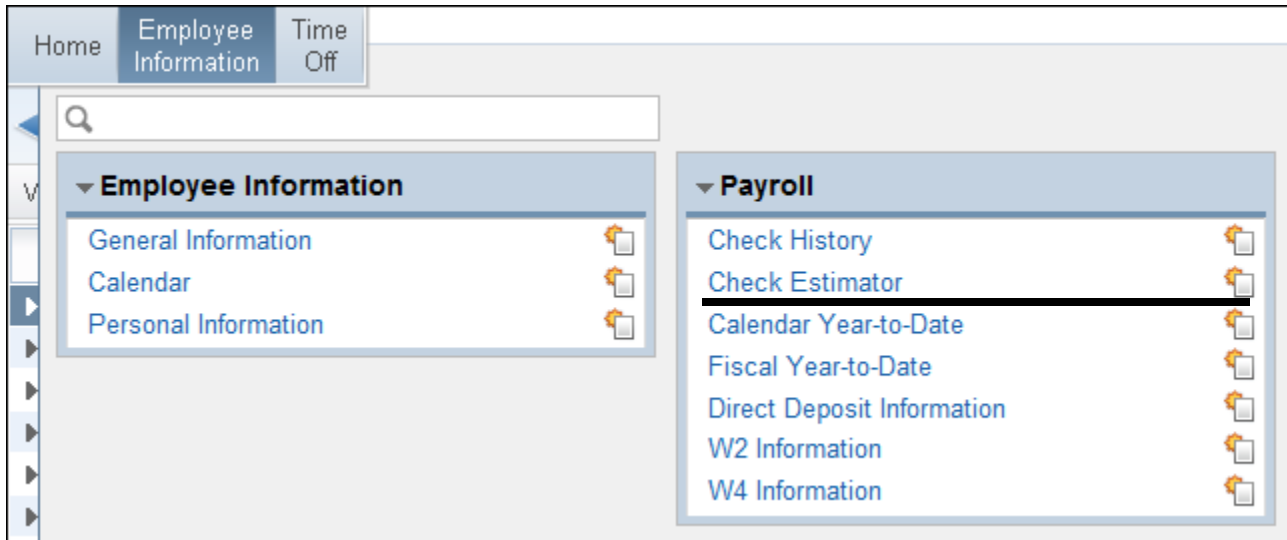 Home
Employee
Information
Time
Off
V
Employee Information
General Information
Calendar
Personal Information
Payroll
Check History
Check Estimator
Calendar Year-to-Date
Fiscal Year-to-Date
Direct Deposit Information
W2 Information
W4 Information